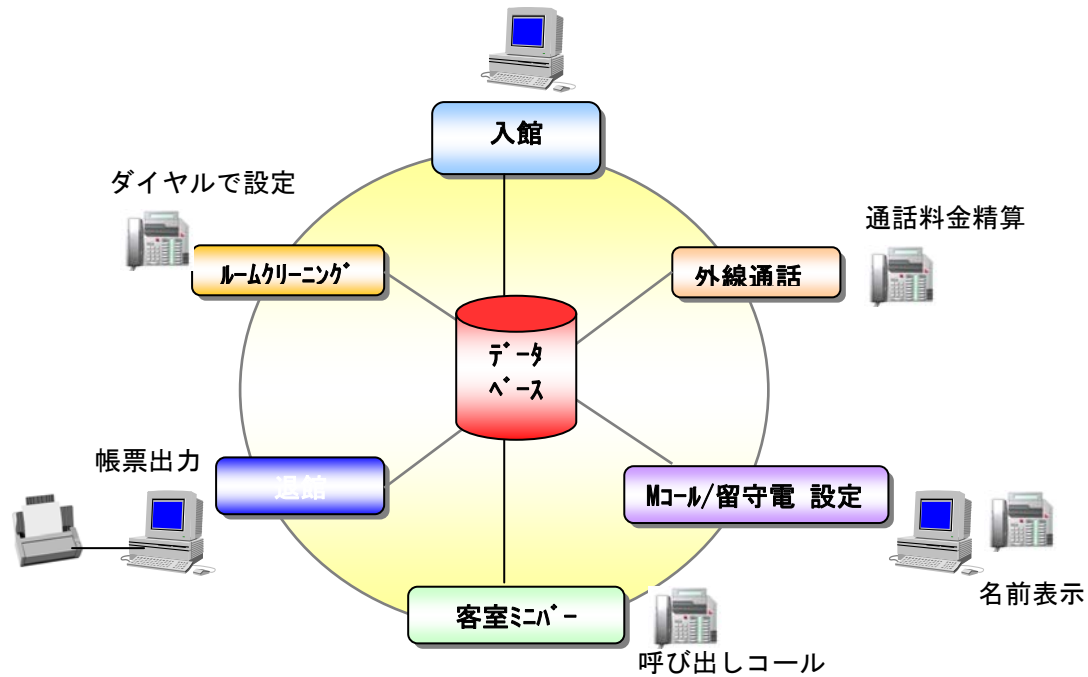 入館
ダイヤルで設定
通話料金精算
ﾙｰﾑｸﾘｰﾆﾝｸﾞ
外線通話
ﾃﾞｰﾀ
ﾍﾞｰｽ
帳票出力
退館
Mｺｰﾙ/留守電 設定
名前表示
客室ﾐﾆﾊﾞｰ
呼び出しコール